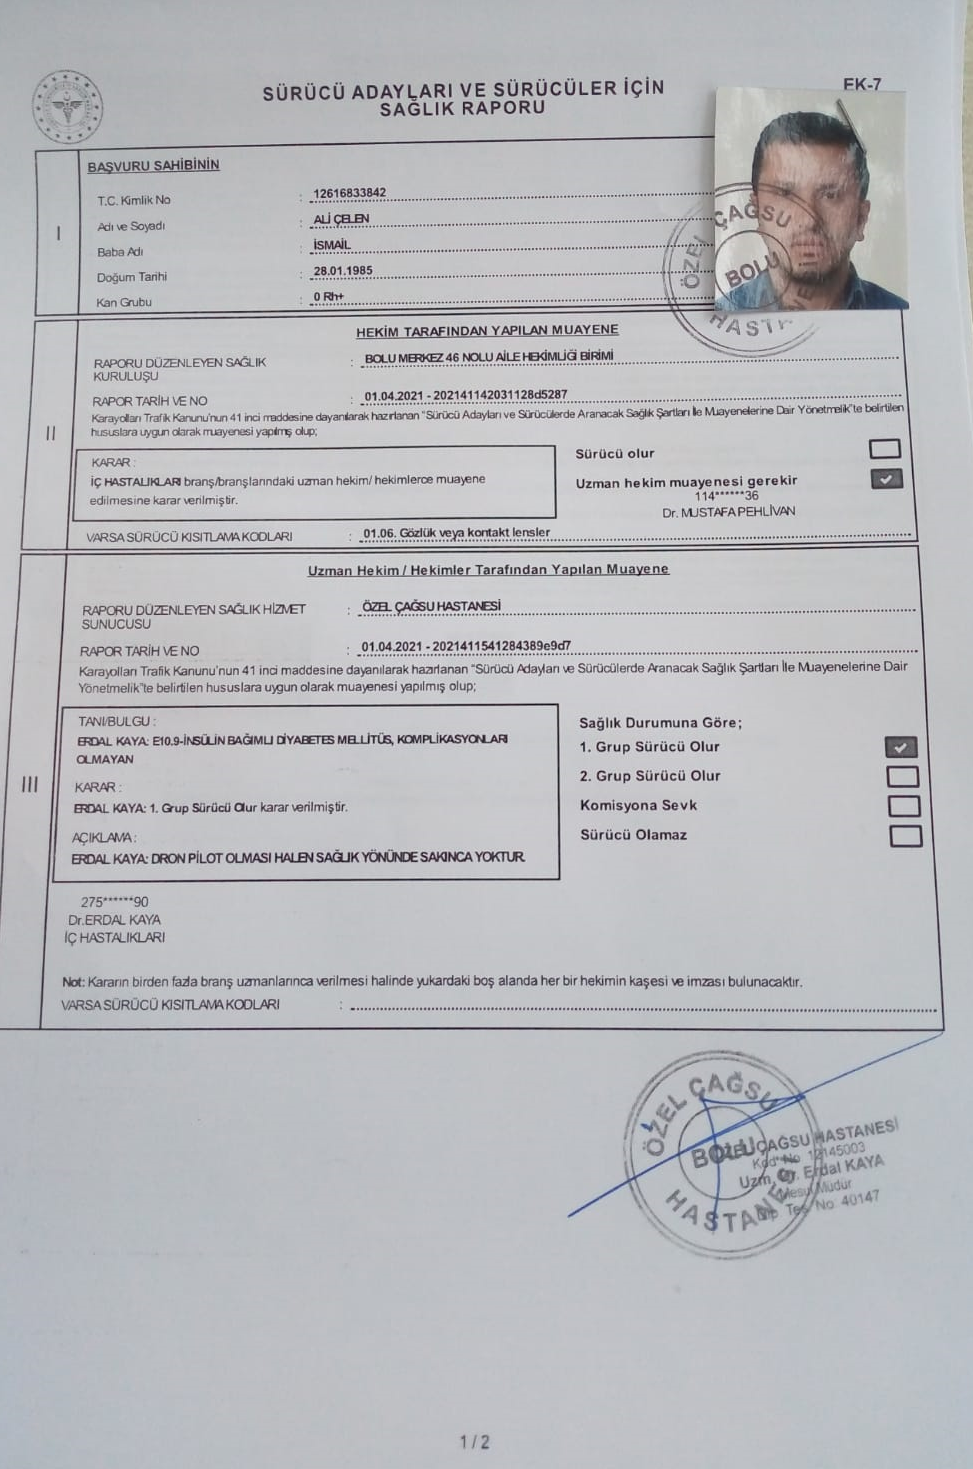 SÜRÜCÜ ADAYLARI VE SÜRÜCÜLER İÇİN
SAĞLIK RAPORU
EK-7
I
BAŞVURU SAHİBİNİN
T.C. Kimlik No : 12616833842
Adı ve Soyadı : ALİ ÇELEN
Baba Adı : İSMAİL
Doğum Tarihi : 28.01.1985
Kan Grubu : 0 Rh+
ÖZEL ÇAĞSU HASTANESİ
BOLU
II
HEKİM TARAFINDAN YAPILAN MUAYENE
RAPORU DÜZENLEYEN SAĞLIK
KURULUŞU : BOLU MERKEZ 46 NOLU AİLE HEKİMLİĞİ BİRİMİ
RAPOR TARİH VE NO : 01.04.2021 - 202141142031128d5287
Karayolları Trafik Kanunu'nun 41 inci maddesine dayanılarak hazırlanan "Sürücü Adayları ve Sürücülerde Aranacak Sağlık Şartları İle Muayenelerine Dair Yönetmelik'te belirtilen
hususlara uygun olarak muayenesi yapılmış olup;
KARAR :
İÇ HASTALIKLARI branş/branşlarındaki uzman hekim/ hekimlerce muayene
edilmesine karar verilmiştir.
Sürücü olur
Uzman hekim muayenesi gerekir
114******36
Dr. MUSTAFA PEHLİVAN
VARSA SÜRÜCÜ KISITLAMA KODLARI : 01.06. Gözlük veya kontakt lensler
III
Uzman Hekim / Hekimler Tarafından Yapılan Muayene
RAPORU DÜZENLEYEN SAĞLIK HİZMET
SUNUCUSU : ÖZEL ÇAĞSU HASTANESİ
RAPOR TARİH VE NO : 01.04.2021 - 2021411541284389e9d7
Karayolları Trafik Kanunu'nun 41 inci maddesine dayanılarak hazırlanan "Sürücü Adayları ve Sürücülerde Aranacak Sağlık Şartları İle Muayenelerine Dair
Yönetmelik"te belirtilen hususlara uygun olarak muayenesi yapılmış olup;
TANI/BULGU :
ERDAL KAYA: E10.9-İNSÜLİN BAĞIMLI DİYABETES MELLİTÜS, KOMPLİKASYONLARI
OLMAYAN
KARAR :
ERDAL KAYA: 1. Grup Sürücü Olur karar verilmiştir.
AÇIKLAMA :
ERDAL KAYA: DRON PİLOT OLMASI HALEN SAĞLIK YÖNÜNDE SAKINCA YOKTUR.
Sağlık Durumuna Göre;
1. Grup Sürücü Olur
2. Grup Sürücü Olur
Komisyona Sevk
Sürücü Olamaz
275******90
Dr.ERDAL KAYA
İÇ HASTALIKLARI
Not: Kararın birden fazla branş uzmanlarınca verilmesi halinde yukardaki boş alanda her bir hekimin kaşesi ve imzası bulunacaktır.
VARSA SÜRÜCÜ KISITLAMA KODLARI :
ÖZEL ÇAĞSU HASTANESİ
BOLU
ÖZEL ÇAĞSU HASTANESİ
Kod No 12145003
Uzm. Dr. Erdal KAYA
Mesul Müdür
Dip. Tes. No 40147
1 / 2